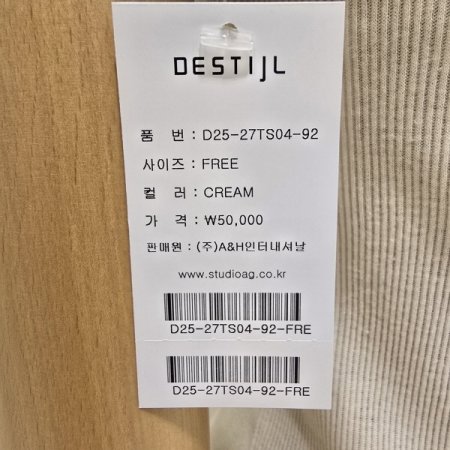 DESTIJL
품 번 : D25-27TS04-92
사이즈 : FREE
컬 러 : CREAM
가 격 : ₩50,000
판매원 : (주)A&H인터내셔날
www.studioag.co.kr
D25-27TS04-92-FRE
D25-27TS04-92-FRE